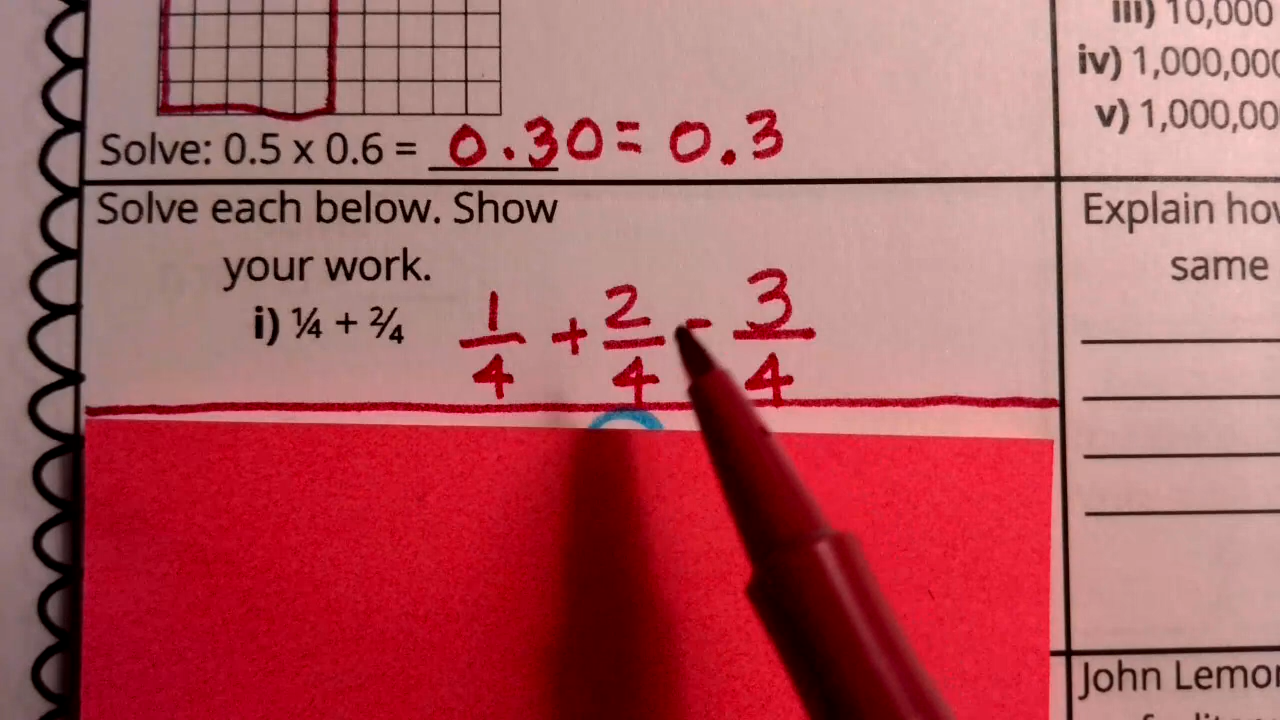 Solve: 0.5 x 0.6 = 0.30 = 0.3
Solve each below. Show
your work.
i) ¼ + 2/4 1/4 + 2/4 = 3/4
iii) 10,000
iv) 1,000,000
v) 1,000,00
Explain how
same
John Lemon